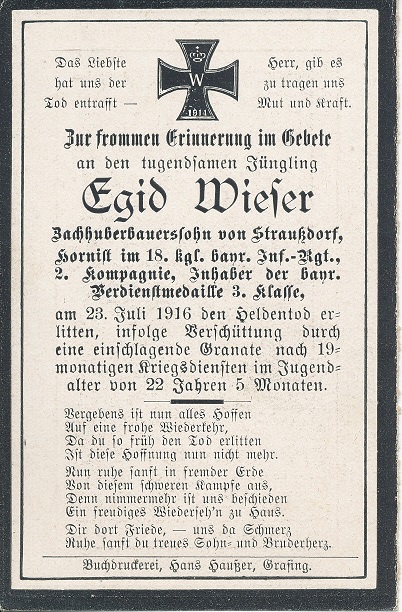 Das Liebste
hat uns der
Tod entrafft —
W
1914
Herr, gib es
zu tragen uns
Mut und Kraft.
Zur frommen Erinnerung im Gebete
an den tugendsamen Jüngling
Egid Wieser
Zachhuberbauerssohn von Straußdorf,
Hornist im 18. kgl. bayr. Inf.-Rgt.,
2. Kompagnie, Inhaber der bayr.
Verdienstmedaille 3. Klasse,
am 23. Juli 1916 den Heldentod er-
litten, infolge Verschüttung durch
eine einschlagende Granate nach 19-
monatigen Kriegsdiensten im Jugend-
alter von 22 Jahren 5 Monaten.
Vergebens ist nun alles Hoffen
Auf eine frohe Wiederkehr,
Da du so früh den Tod erlitten
Ist diese Hoffnung nun nicht mehr.
Nun ruhe sanft in fremder Erde
Von diesem schweren Kampfe aus,
Denn nimmermehr ist uns beschieden
Ein freudiges Wiederseh'n zu Haus.
Dir dort Friede, — uns da Schmerz
Ruhe sanft du treues Sohn- und Bruderherz.
Buchdruckerei, Hans Haußer, Grafing.